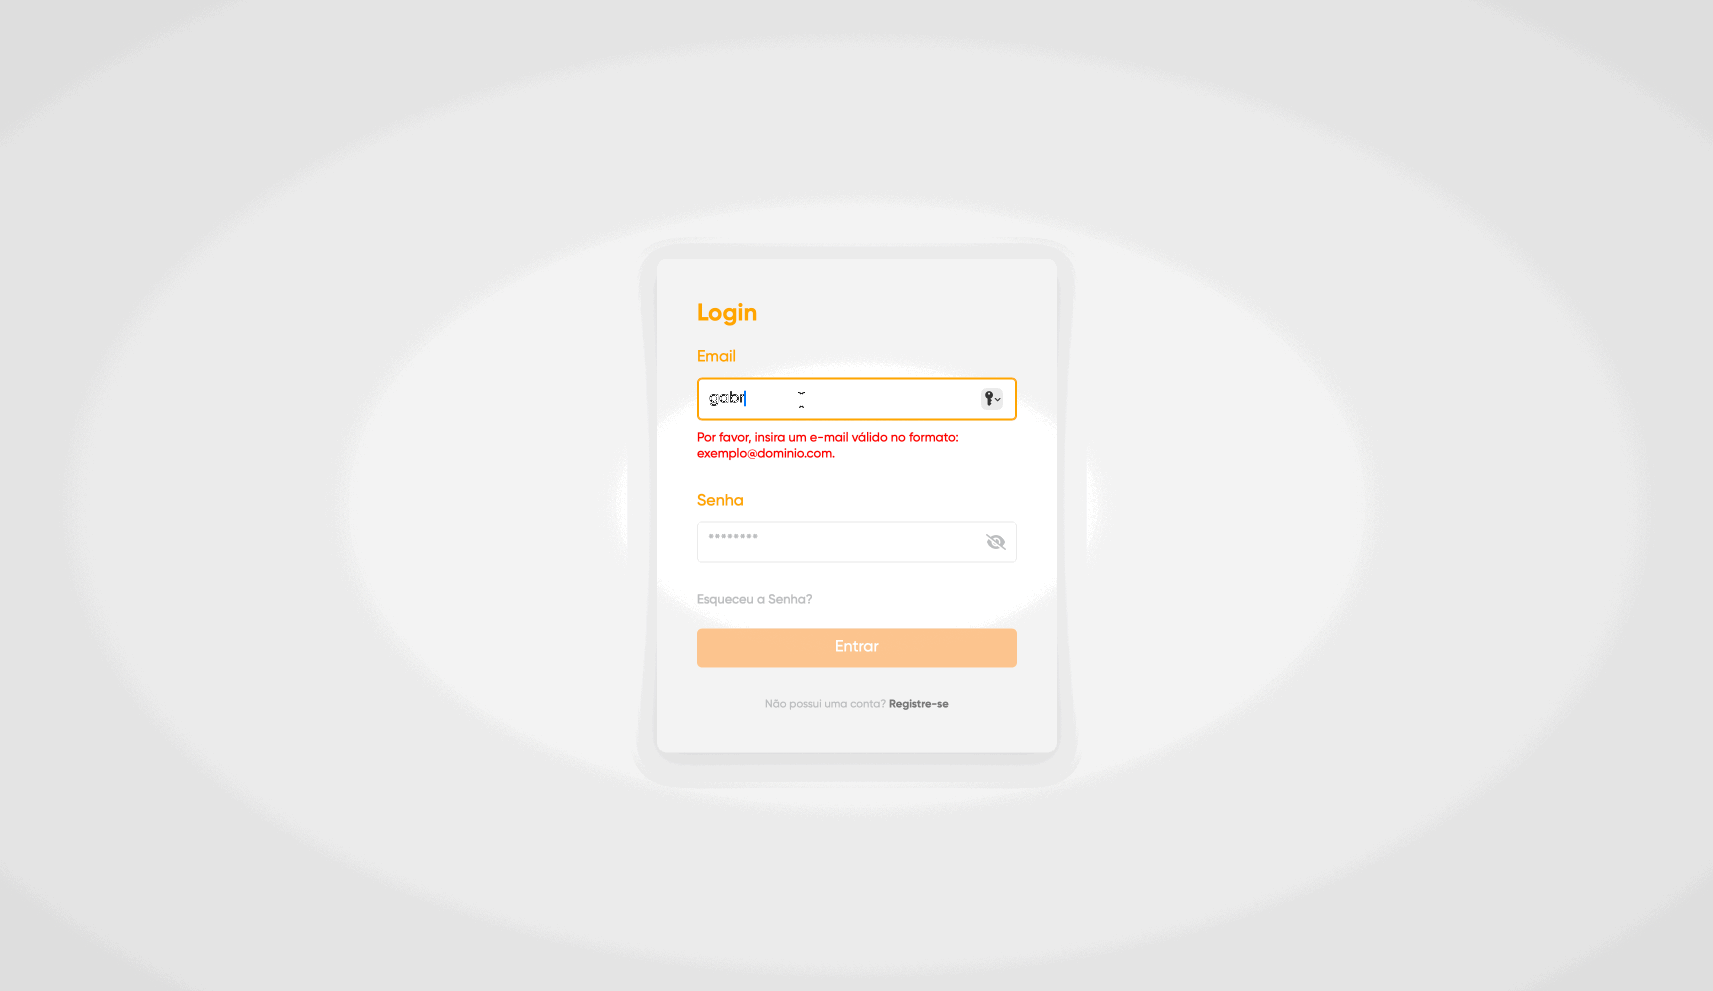 Login
Email
gabr
Por favor, insira um e-mail válido no formato:
exemplo@dominio.com.
Senha
••••••••
Esqueceu a Senha?
Entrar
Não possui uma conta? Registre-se